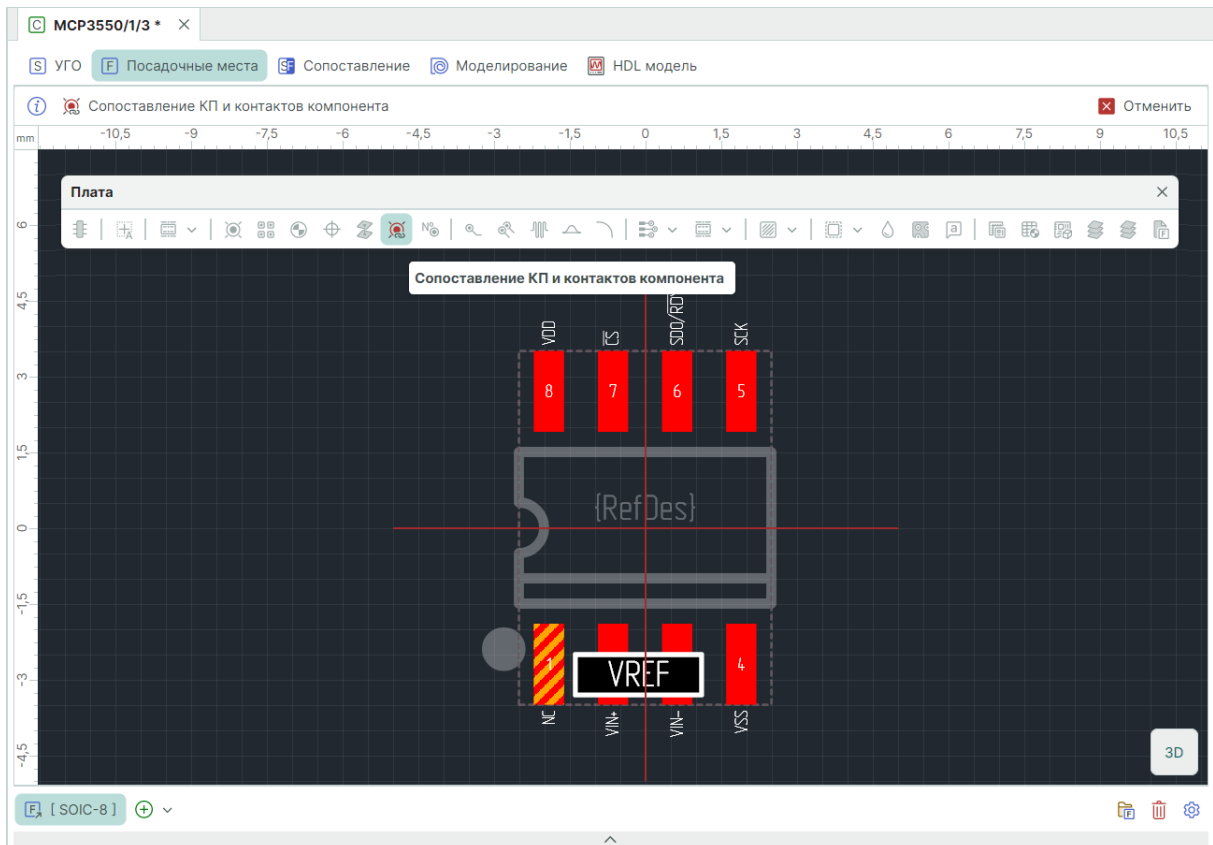 MCP3550/1/3 *
УГО Посадочные места Сопоставление Моделирование HDL модель
Сопоставление КП и контактов компонента Отменить
mm -10,5 -9 -7,5 -6 -4,5 -3 -1,5 0 1,5 3 4,5 6 7,5 9 10,5
Плата
Сопоставление КП и контактов компонента
6
4,5
3
1,5
0
-1,5
-3
-4,5
VDD CS SDO/RDY SCK
8 7 6 5
{RefDes}
1 VREF 4
NC VIN+ VIN- VSS
3D
[ SOIC-8 ]